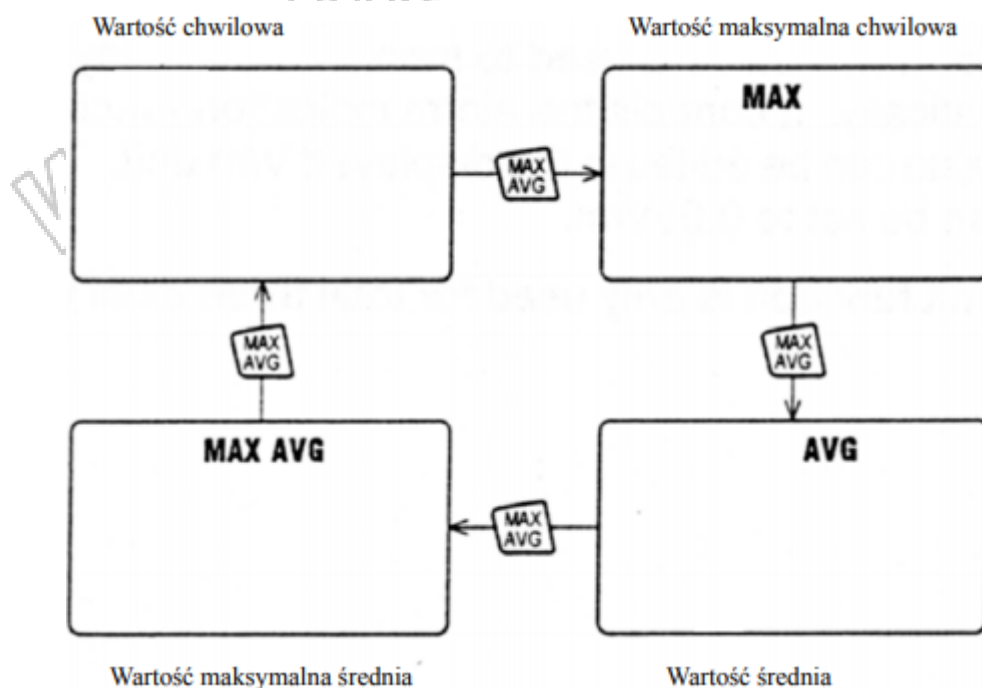 Wartość chwilowa
Wartość maksymalna chwilowa
MAX
MAX
AVG
MAX
AVG
MAX
AVG
MAX AVG
AVG
MAX
AVG
Wartość maksymalna średnia
Wartość średnia